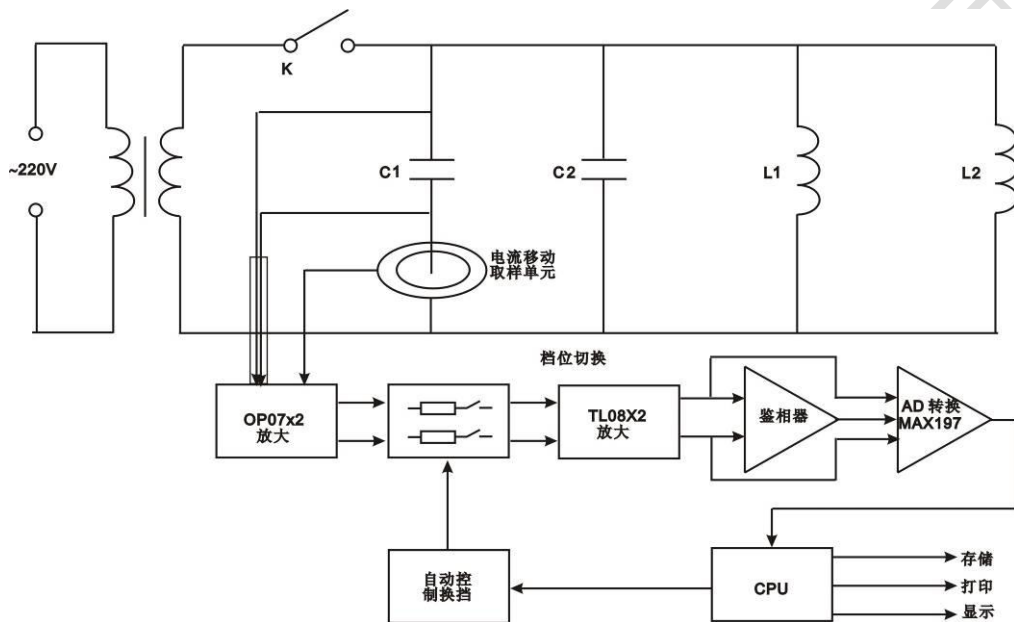 K
~220V
C1
C2
L1
L2
电流移动
取样单元
档位切换
OP07x2
放大
TL08X2
放大
鉴相器
AD 转换
MAX197
自动控
制换挡
CPU
存储
打印
显示